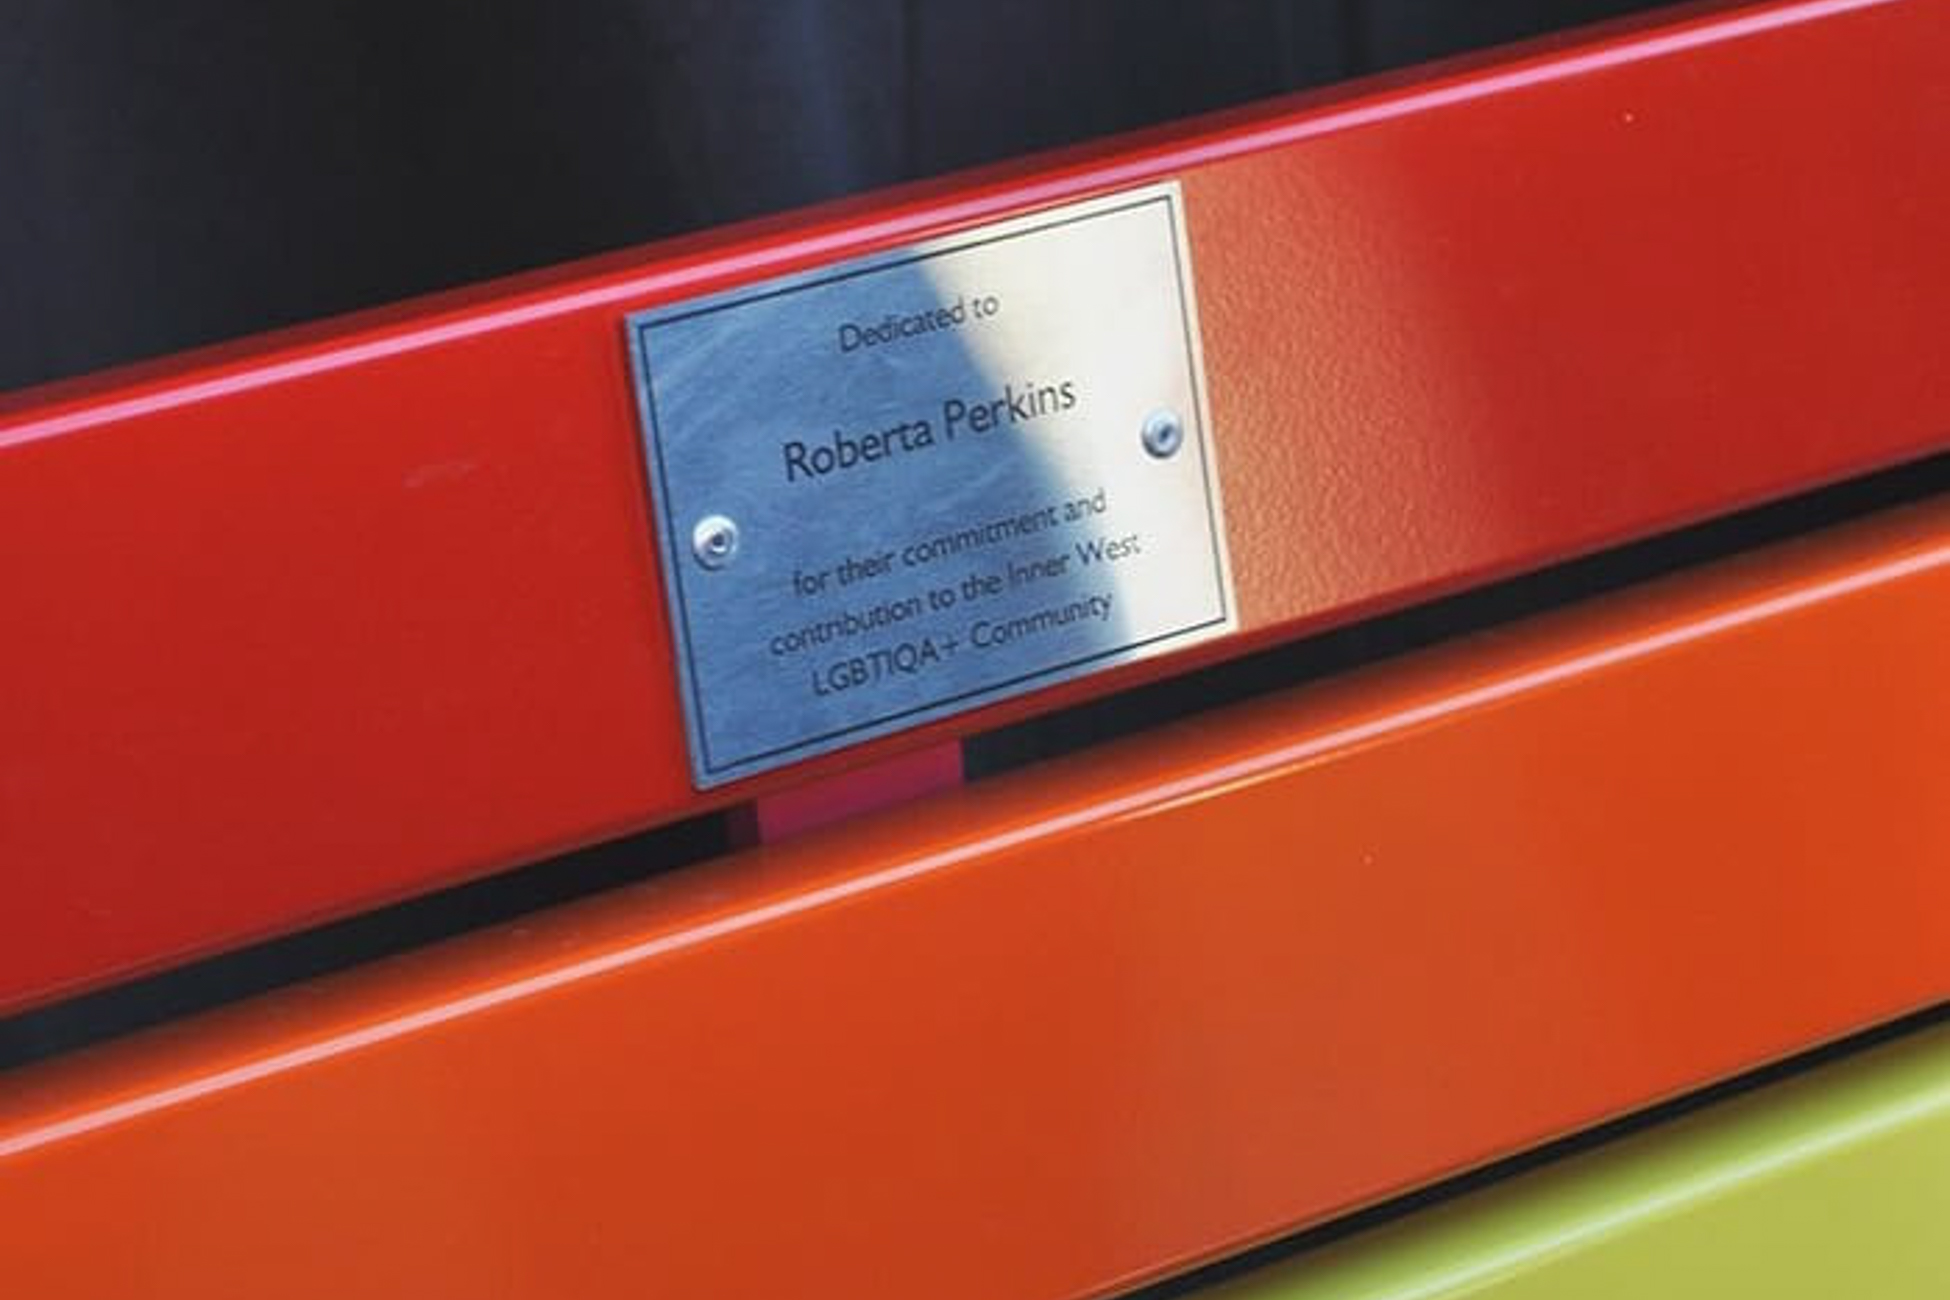 Dedicated to
Roberta Perkins
for their commitment and
contribution to the Inner West
LGBTIQA+ Community